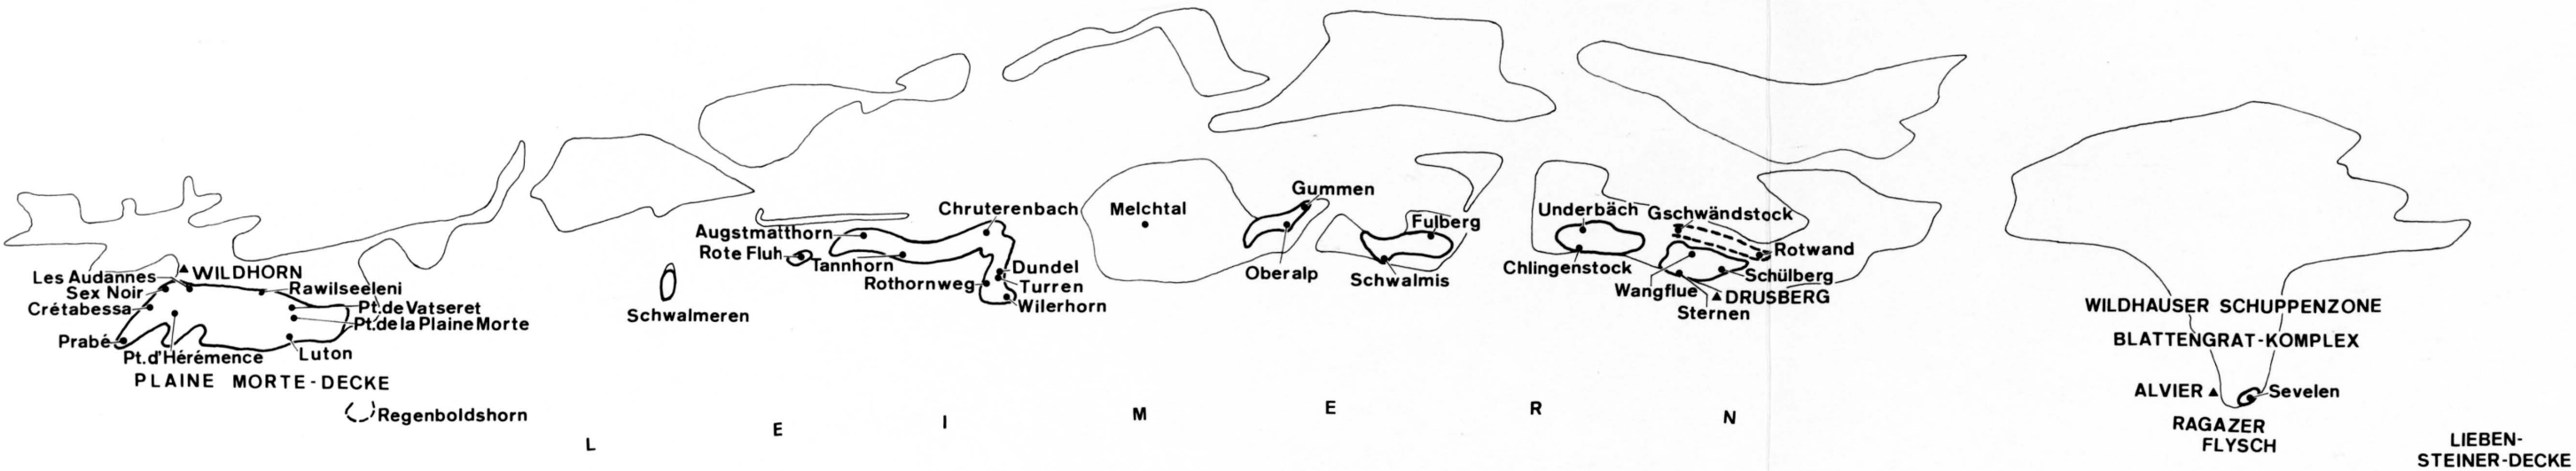 Les Audannes
WILDHORN
Sex Noir
Rawilseeleni
Crétabessa
Pt.de Vatseret
Pt.de la Plaine Morte
Prabé
Pt.d'Hérémence
Luton
PLAINE MORTE-DECKE
Regenboldshorn
Schwalmeren
Augstmatthorn
Rote Fluh
Tannhorn
Chruterenbach
Rothornweg
Dundel
Turren
Wilerhorn
Melchtal
Gummen
Oberalp
Fulberg
Schwalmis
Underbäch
Gschwändstock
Chlingenstock
Rotwand
Schülberg
Wangflue
DRUSBERG
Sternen
L E I M E R N
WILDHAUSER SCHUPPENZONE
BLATTENGRAT-KOMPLEX
ALVIER
Sevelen
RAGAZER
FLYSCH
LIEBEN-
STEINER-DECKE